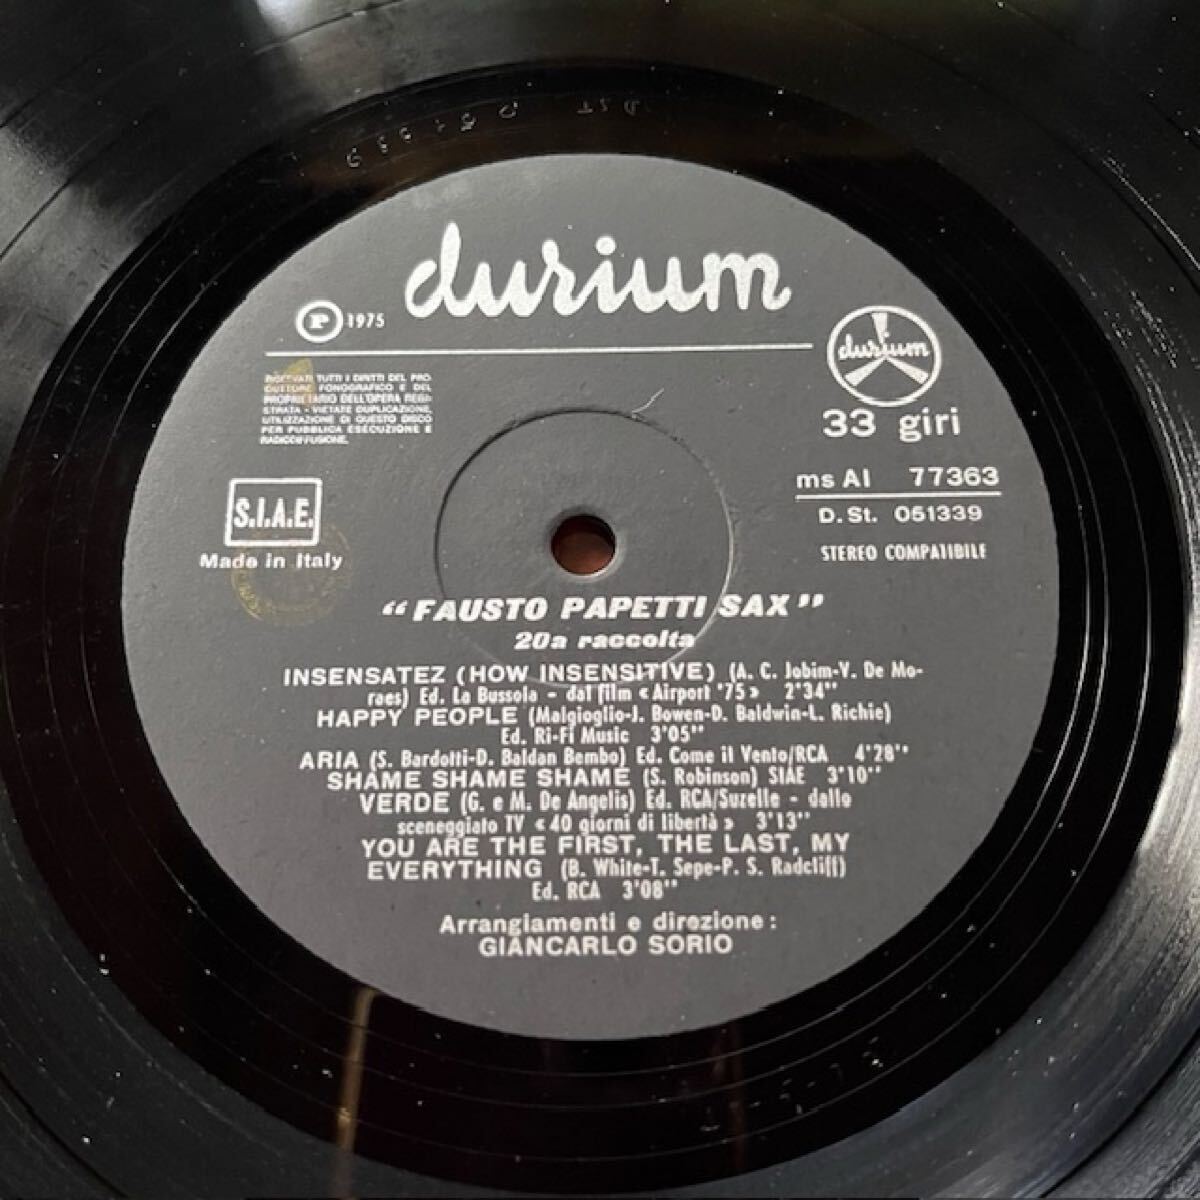 durium
P 1975
RISERVATI TUTTI I DIRITTI DEL PRO-
DUTTORE FONOGRAFICO E DEL
PROPRIETARIO DELL'OPERA REGI-
STRATA - VIETATE DUPLICAZIONE,
UTILIZZAZIONE DI QUESTO DISCO
PER PUBBLICA ESECUZIONE E
RADIODIFFUSIONE.
durium
33 giri
S.I.A.E.
Made in Italy
ms AI 77363
D. St. 051339
STEREO COMPATIBILE
"FAUSTO PAPETTI SAX"
20a raccolta
INSENSATEZ (HOW INSENSITIVE) (A. C. Jobim-V. De Mo-
raes) Ed. La Bussola - dal film «Airport '75» 2'34''
HAPPY PEOPLE (Malgioglio-J. Bowen-D. Baldwin-L. Richie)
Ed. Ri-Fi Music 3'05''
ARIA (S. Bardotti-D. Baldan Bembo) Ed. Come il Vento/RCA 4'28''
SHAME SHAME SHAME (S. Robinson) SIAE 3'10''
VERDE (G. e M. De Angelis) Ed. RCA/Suzelle - dallo
sceneggiato TV «40 giorni di libertà» 3'13''
YOU ARE THE FIRST, THE LAST, MY
EVERYTHING (B. White-T. Sepe-P. S. Radcliff)
Ed. RCA 3'08''
Arrangiamenti e direzione:
GIANCARLO SORIO